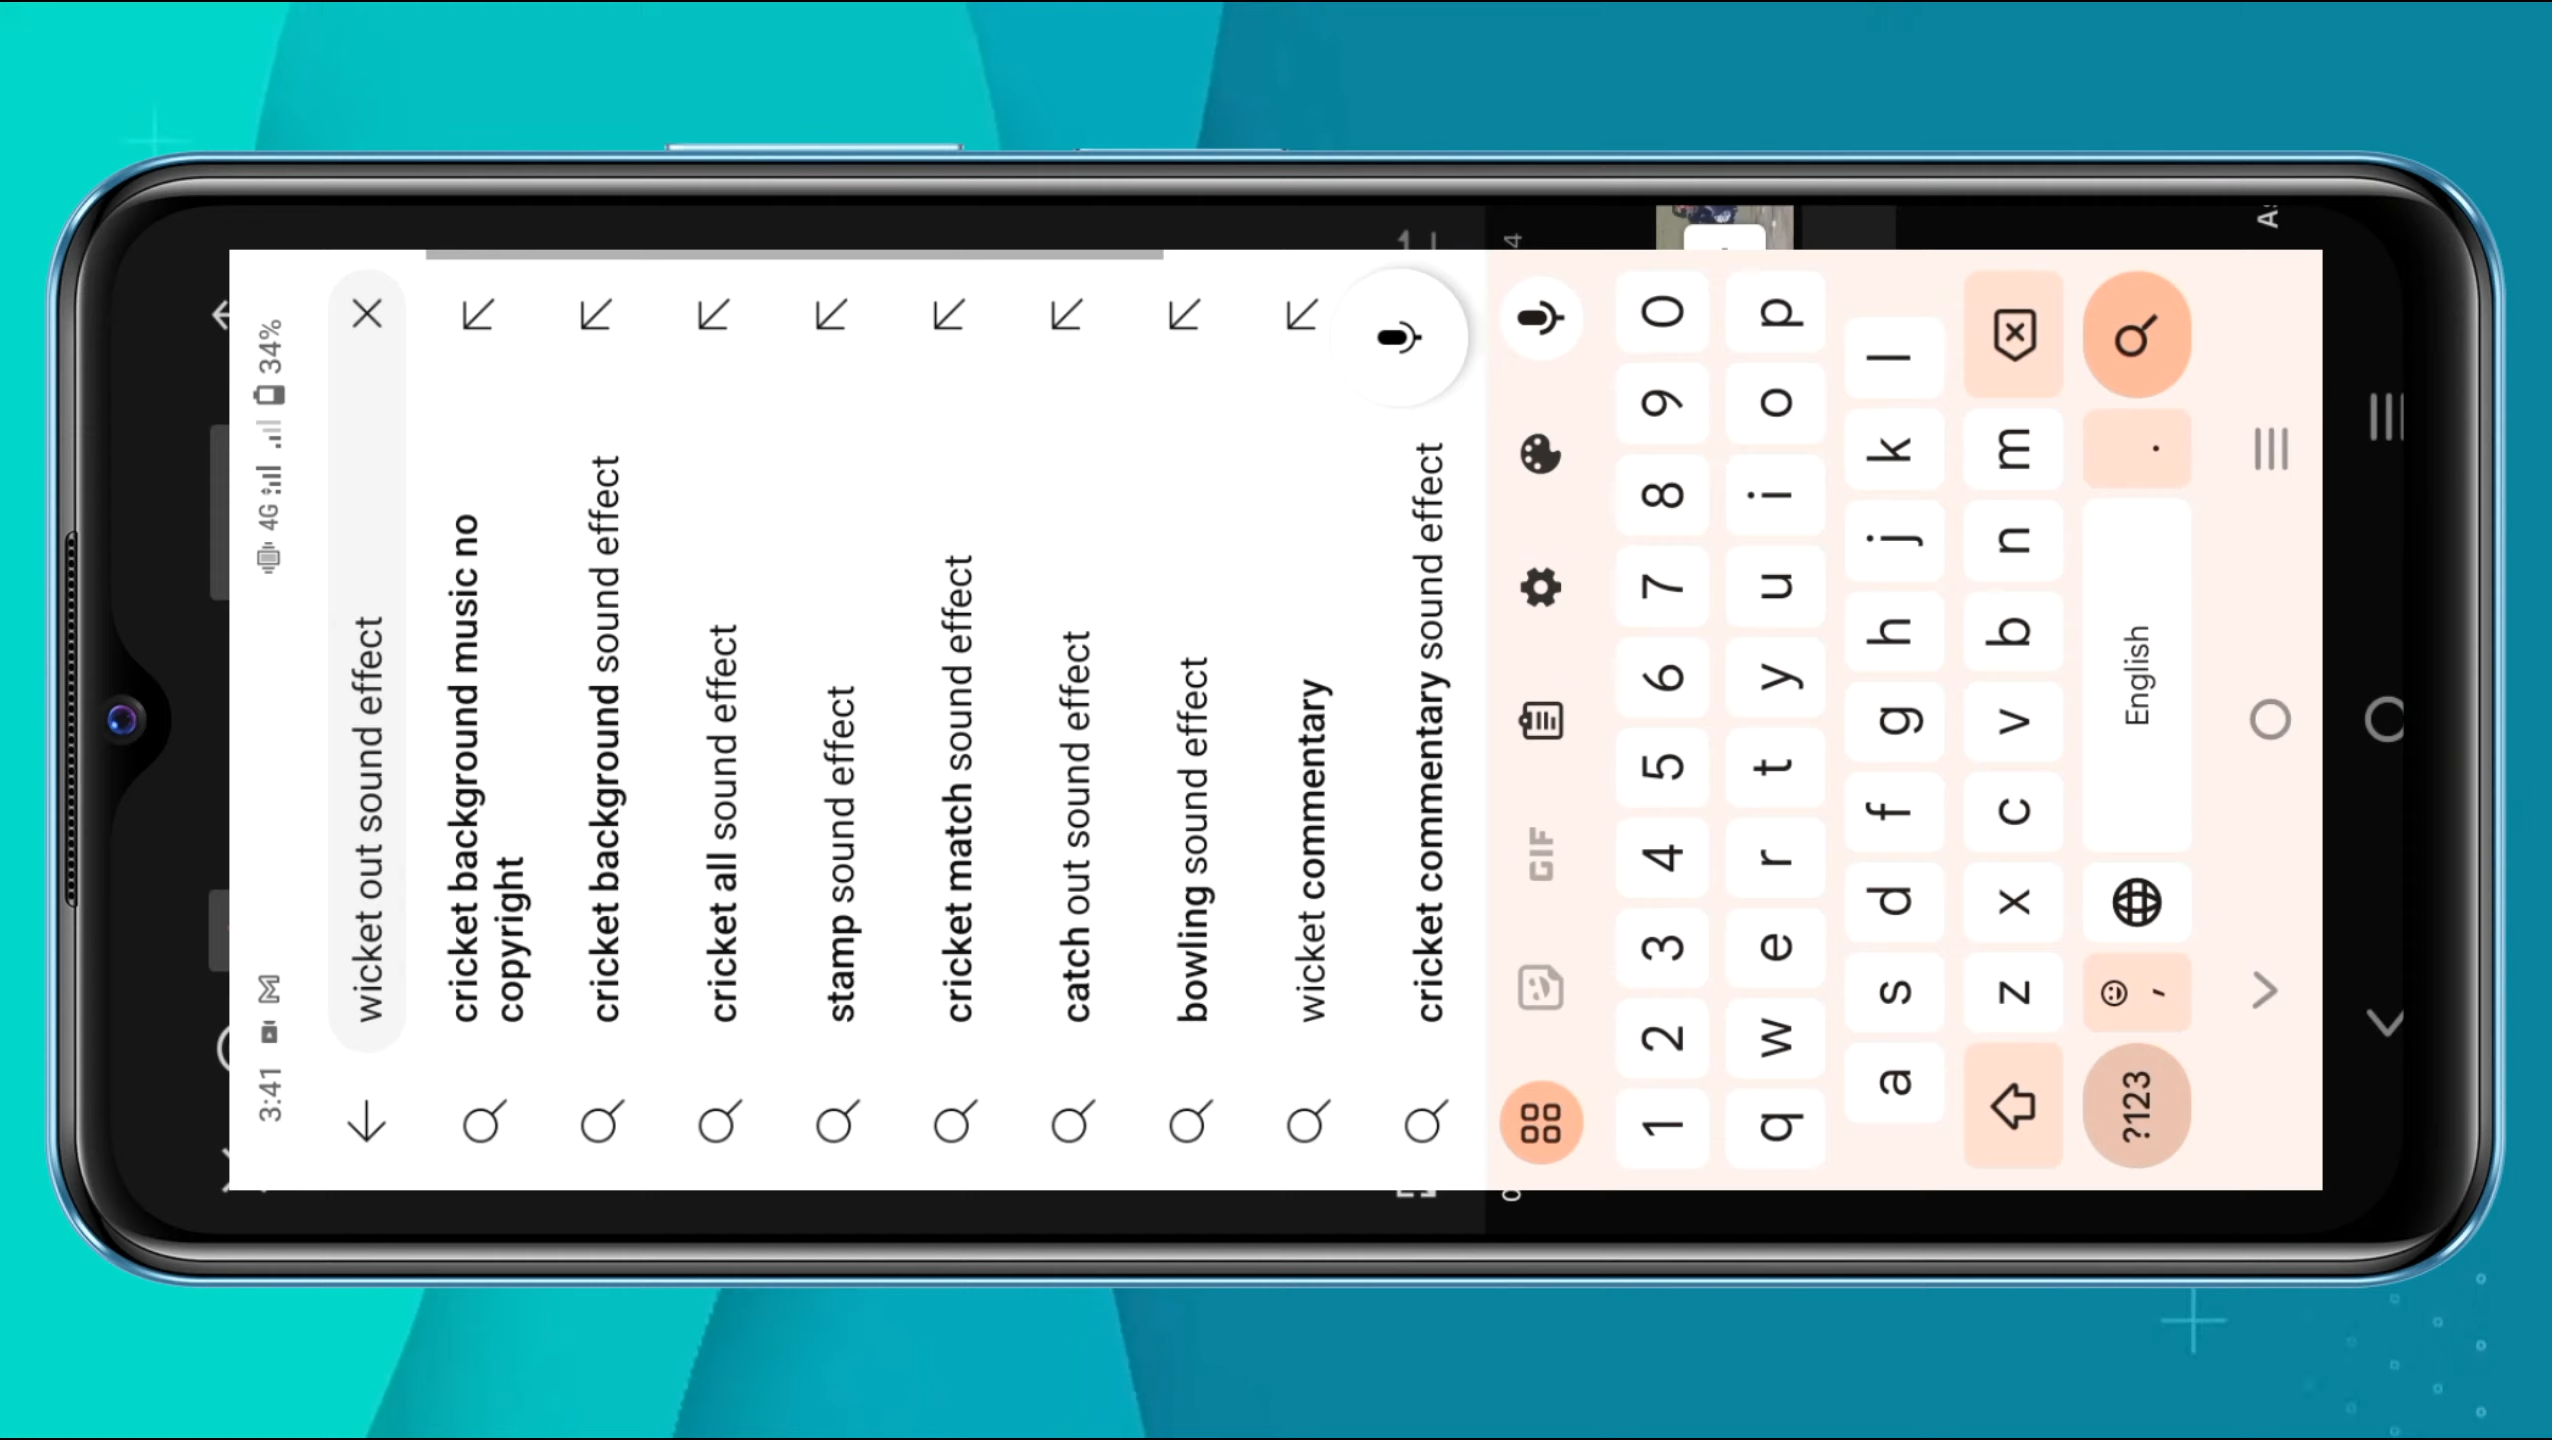 3:41
4G
34%
wicket out sound effect
cricket background music no
copyright
cricket background sound effect
cricket all sound effect
stamp sound effect
cricket match sound effect
catch out sound effect
bowling sound effect
wicket commentary
cricket commentary sound effect
GIF
1 2 3 4 5 6 7 8 9 0
q w e r t y u i o p
a s d f g h j k l
z x c v b n m
?123 , English .